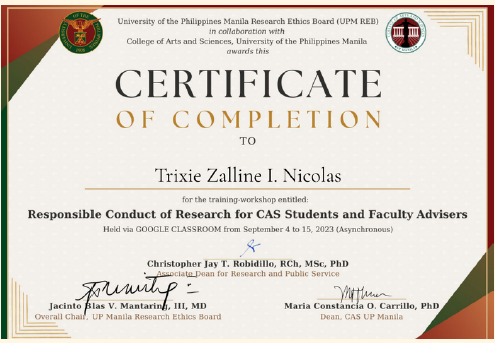 University of the Philippines Manila Research Ethics Board (UPM REB)
in collaboration with
College of Arts and Sciences, University of the Philippines Manila
awards this
CERTIFICATE
OF COMPLETION
TO
Trixie Zalline I. Nicolas
for the training-workshop entitled:
Responsible Conduct of Research for CAS Students and Faculty Advisers
Held via GOOGLE CLASSROOM from September 4 to 15, 2023 (Asynchronous)
Christopher Jay T. Robidillo, RCh, MSc, PhD
Associate Dean for Research and Public Service
Jacinto Blas V. Mantaring, III, MD
Overall Chair, UP Manila Research Ethics Board
Maria Constancia O. Carrillo, PhD
Dean, CAS UP Manila